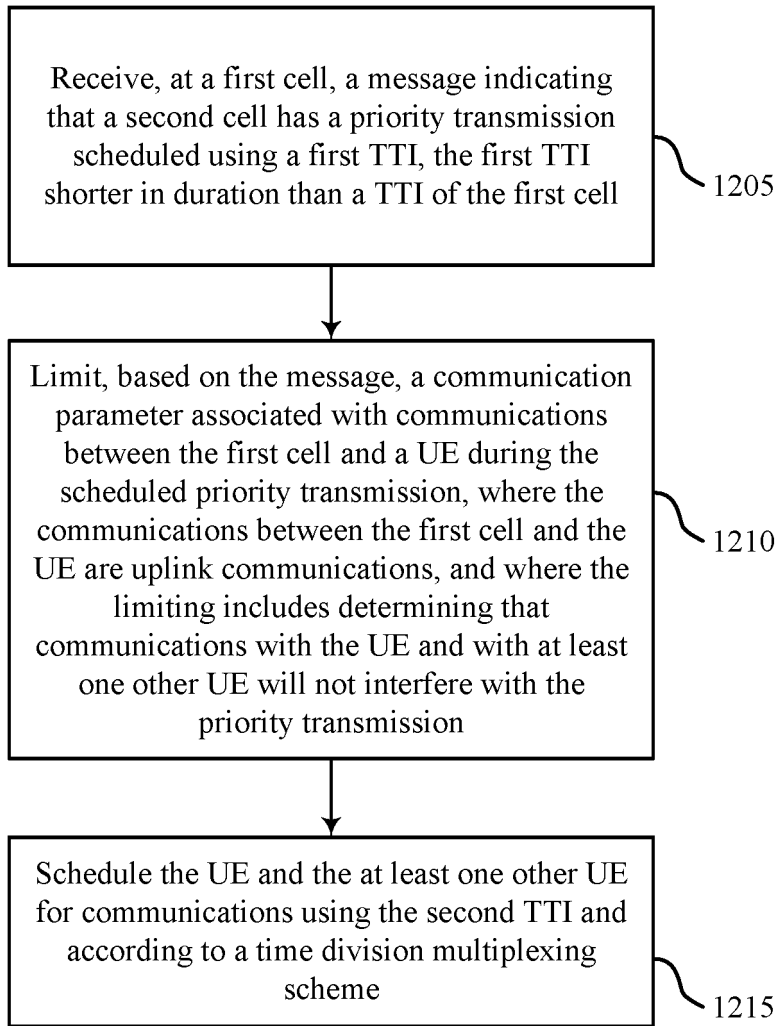 Receive, at a first cell, a message indicating
that a second cell has a priority transmission
scheduled using a first TTI, the first TTI
shorter in duration than a TTI of the first cell
1205
Limit, based on the message, a communication
parameter associated with communications
between the first cell and a UE during the
scheduled priority transmission, where the
communications between the first cell and the
UE are uplink communications, and where the
limiting includes determining that
communications with the UE and with at least
one other UE will not interfere with the
priority transmission
1210
Schedule the UE and the at least one other UE
for communications using the second TTI and
according to a time division multiplexing
scheme
1215